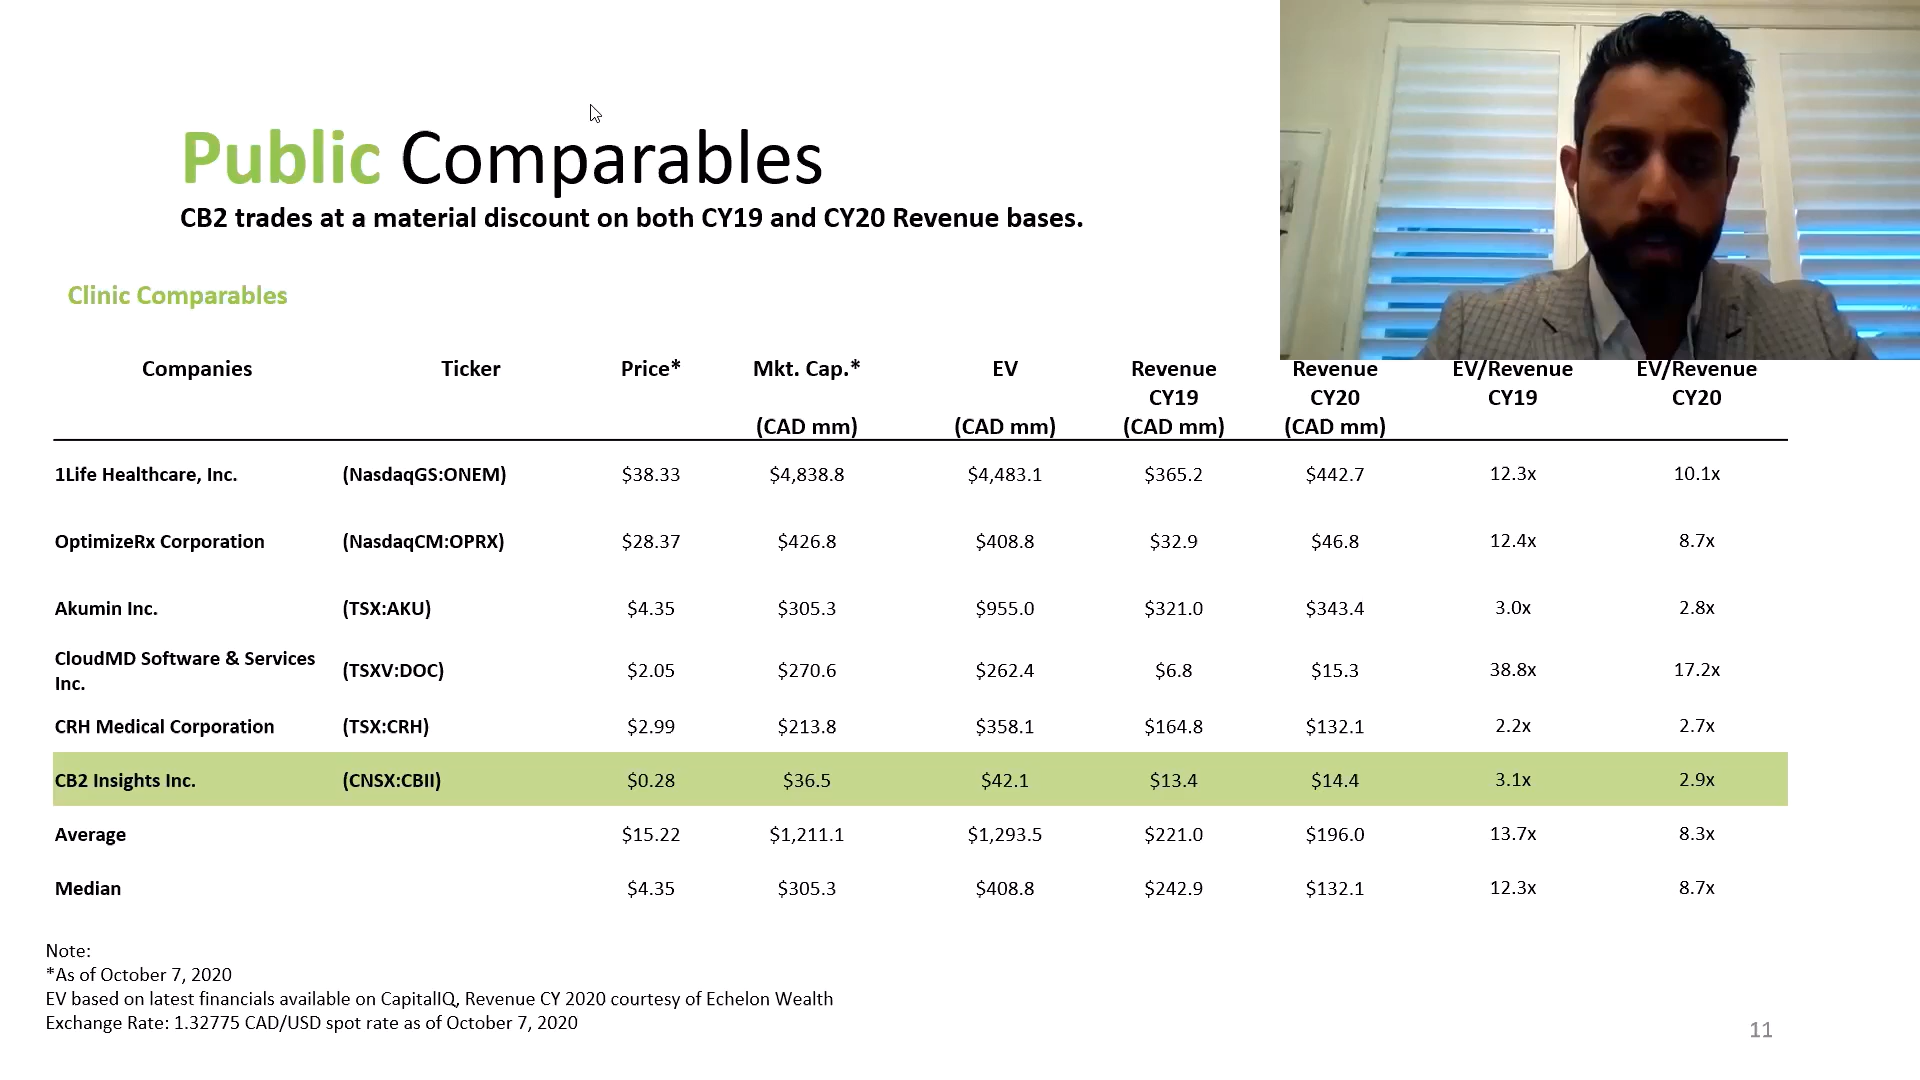 Public Comparables
CB2 trades at a material discount on both CY19 and CY20 Revenue bases.
Clinic Comparables
Companies Ticker Price* Mkt. Cap.* EV Revenue Revenue EV/Revenue EV/Revenue
CY19 CY20 CY19 CY20
(CAD mm) (CAD mm) (CAD mm) (CAD mm)
1Life Healthcare, Inc. (NasdaqGS:ONEM) $38.33 $4,838.8 $4,483.1 $365.2 $442.7 12.3x 10.1x
OptimizeRx Corporation (NasdaqCM:OPRX) $28.37 $426.8 $408.8 $32.9 $46.8 12.4x 8.7x
Akumin Inc. (TSX:AKU) $4.35 $305.3 $955.0 $321.0 $343.4 3.0x 2.8x
CloudMD Software & Services
Inc. (TSXV:DOC) $2.05 $270.6 $262.4 $6.8 $15.3 38.8x 17.2x
CRH Medical Corporation (TSX:CRH) $2.99 $213.8 $358.1 $164.8 $132.1 2.2x 2.7x
CB2 Insights Inc. (CNSX:CBII) $0.28 $36.5 $42.1 $13.4 $14.4 3.1x 2.9x
Average $15.22 $1,211.1 $1,293.5 $221.0 $196.0 13.7x 8.3x
Median $4.35 $305.3 $408.8 $242.9 $132.1 12.3x 8.7x
Note:
*As of October 7, 2020
EV based on latest financials available on CapitalIQ, Revenue CY 2020 courtesy of Echelon Wealth
Exchange Rate: 1.32775 CAD/USD spot rate as of October 7, 2020
11